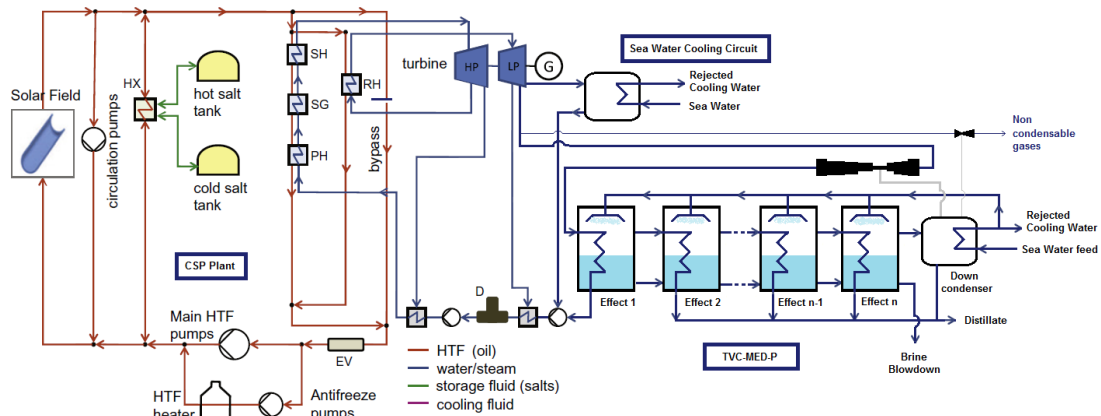 Solar Field
circulation pumps
HX
hot salt
tank
cold salt
tank
CSP Plant
SH
SG
PH
RH
bypass
turbine
HP
LP
G
Sea Water Cooling Circuit
Rejected
Cooling Water
Sea Water
Non
condensable
gases
Effect 1
Effect 2
Effect n-1
Effect n
Rejected
Cooling Water
Sea Water feed
Down
condenser
Distillate
Brine
Blowdown
TVC-MED-P
D
Main HTF
pumps
EV
HTF
heater
Antifreeze
pumps
HTF (oil)
water/steam
storage fluid (salts)
cooling fluid